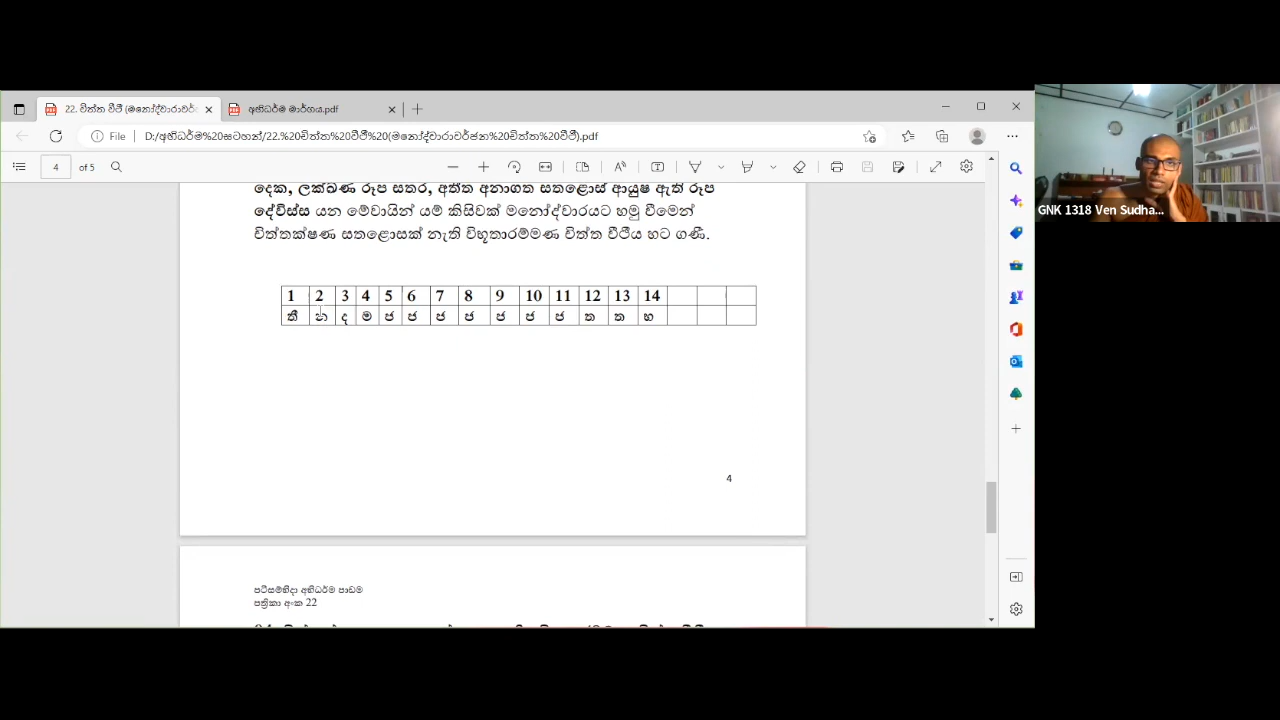 22. චිත්ත වීථි (මනෝද්වාරාවර්ජ
අභිධර්ම මාර්ගය.pdf
File
D:/අභිධර්ම%20සටහන්/22.%20චිත්ත%20වීථි%20(මනෝද්වාරාවර්ජන%20චිත්ත%20වීථි).pdf
4 of 5
GNK 1318 Ven Sudha...
දෙක, ලක්ඛණ රූප සතර, අතීත අනාගත සතළොස් ආයුෂ ඇති රූප
දේවිස්ස යන මේවායින් යම් කිසිවක් මනෝද්වාරයට හමු වීමෙන්
චිත්තක්ෂණ සතළොසක් නැති විභූතාරම්මණ චිත්ත වීථිය හට ගණී.
1 2 3 4 5 6 7 8 9 10 11 12 13 14
තී න ද ම ජ ජ ජ ජ ජ ජ ජ ත ත භ
4
පටිසම්භිදා අභිධර්ම පාඩම
පත්‍රිකා අංක 22